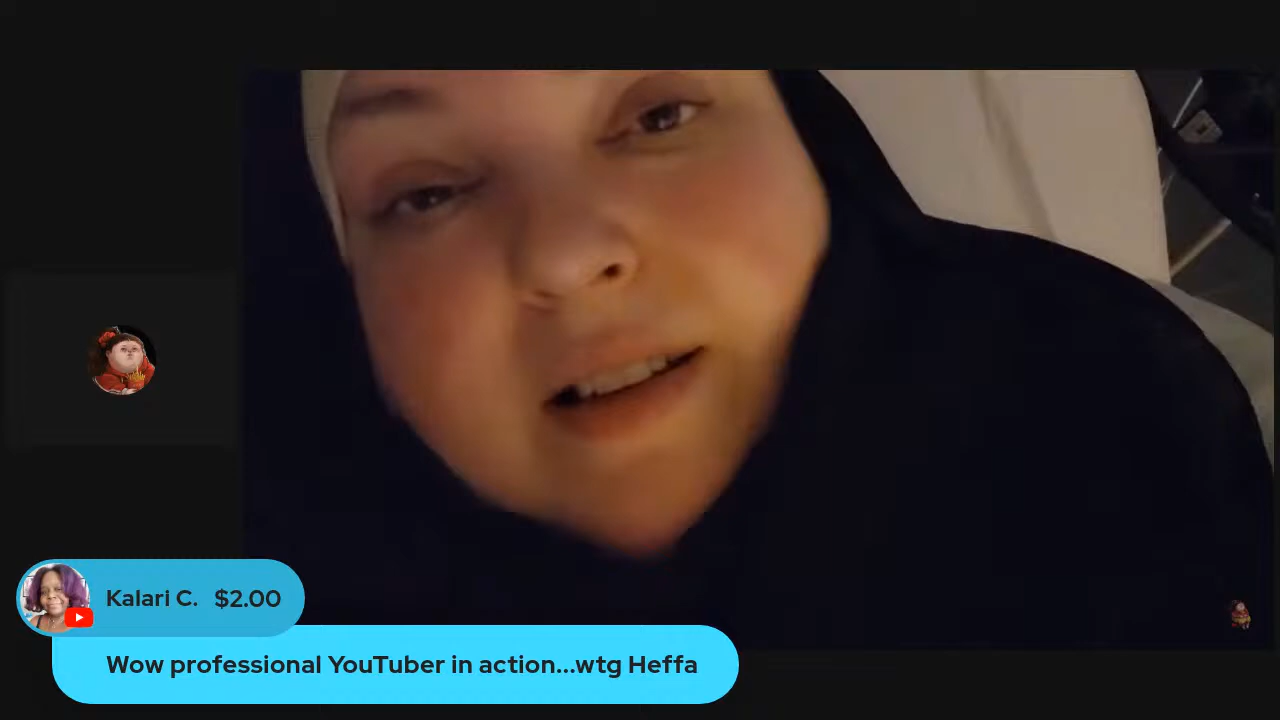 Kalari C. $2.00
Wow professional YouTuber in action...wtg Heffa